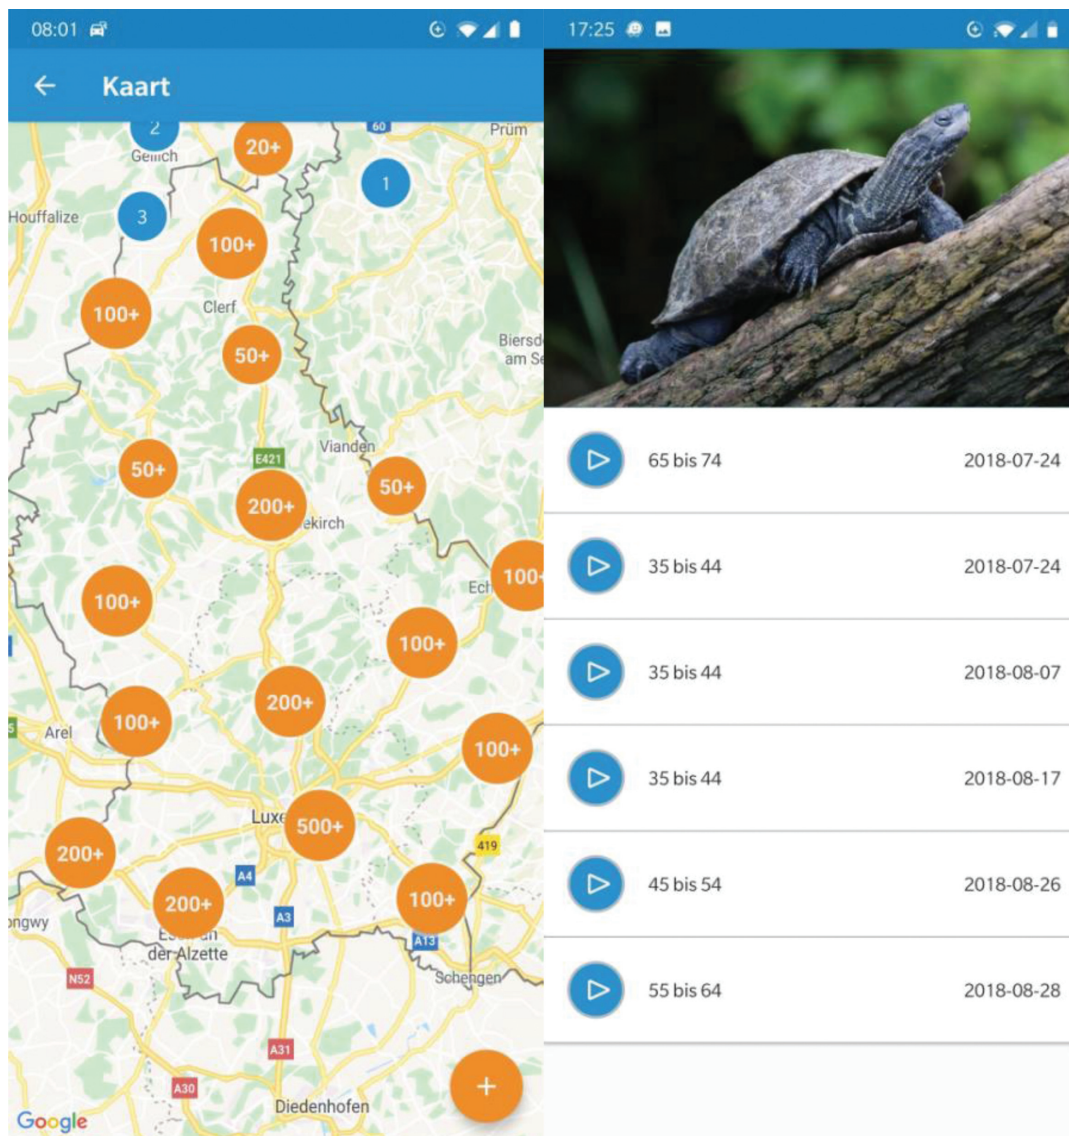 08:01
Kaart
2
Gellich
20+
60
Prüm
1
Houffalize
3
100+
Clerf
100+
50+
Biersd
am Se
Vianden
E421
50+
50+
200+
ekirch
100+
Ech
100+
100+
200+
Arel
100+
100+
5
Luxe
500+
419
200+
A4
200+
100+
A3
ongwy
A13
der Alzette
N52
Schengen
A31
A30
+
Diedenhofen
Google
17:25
65 bis 74 2018-07-24
35 bis 44 2018-07-24
35 bis 44 2018-08-07
35 bis 44 2018-08-17
45 bis 54 2018-08-26
55 bis 64 2018-08-28